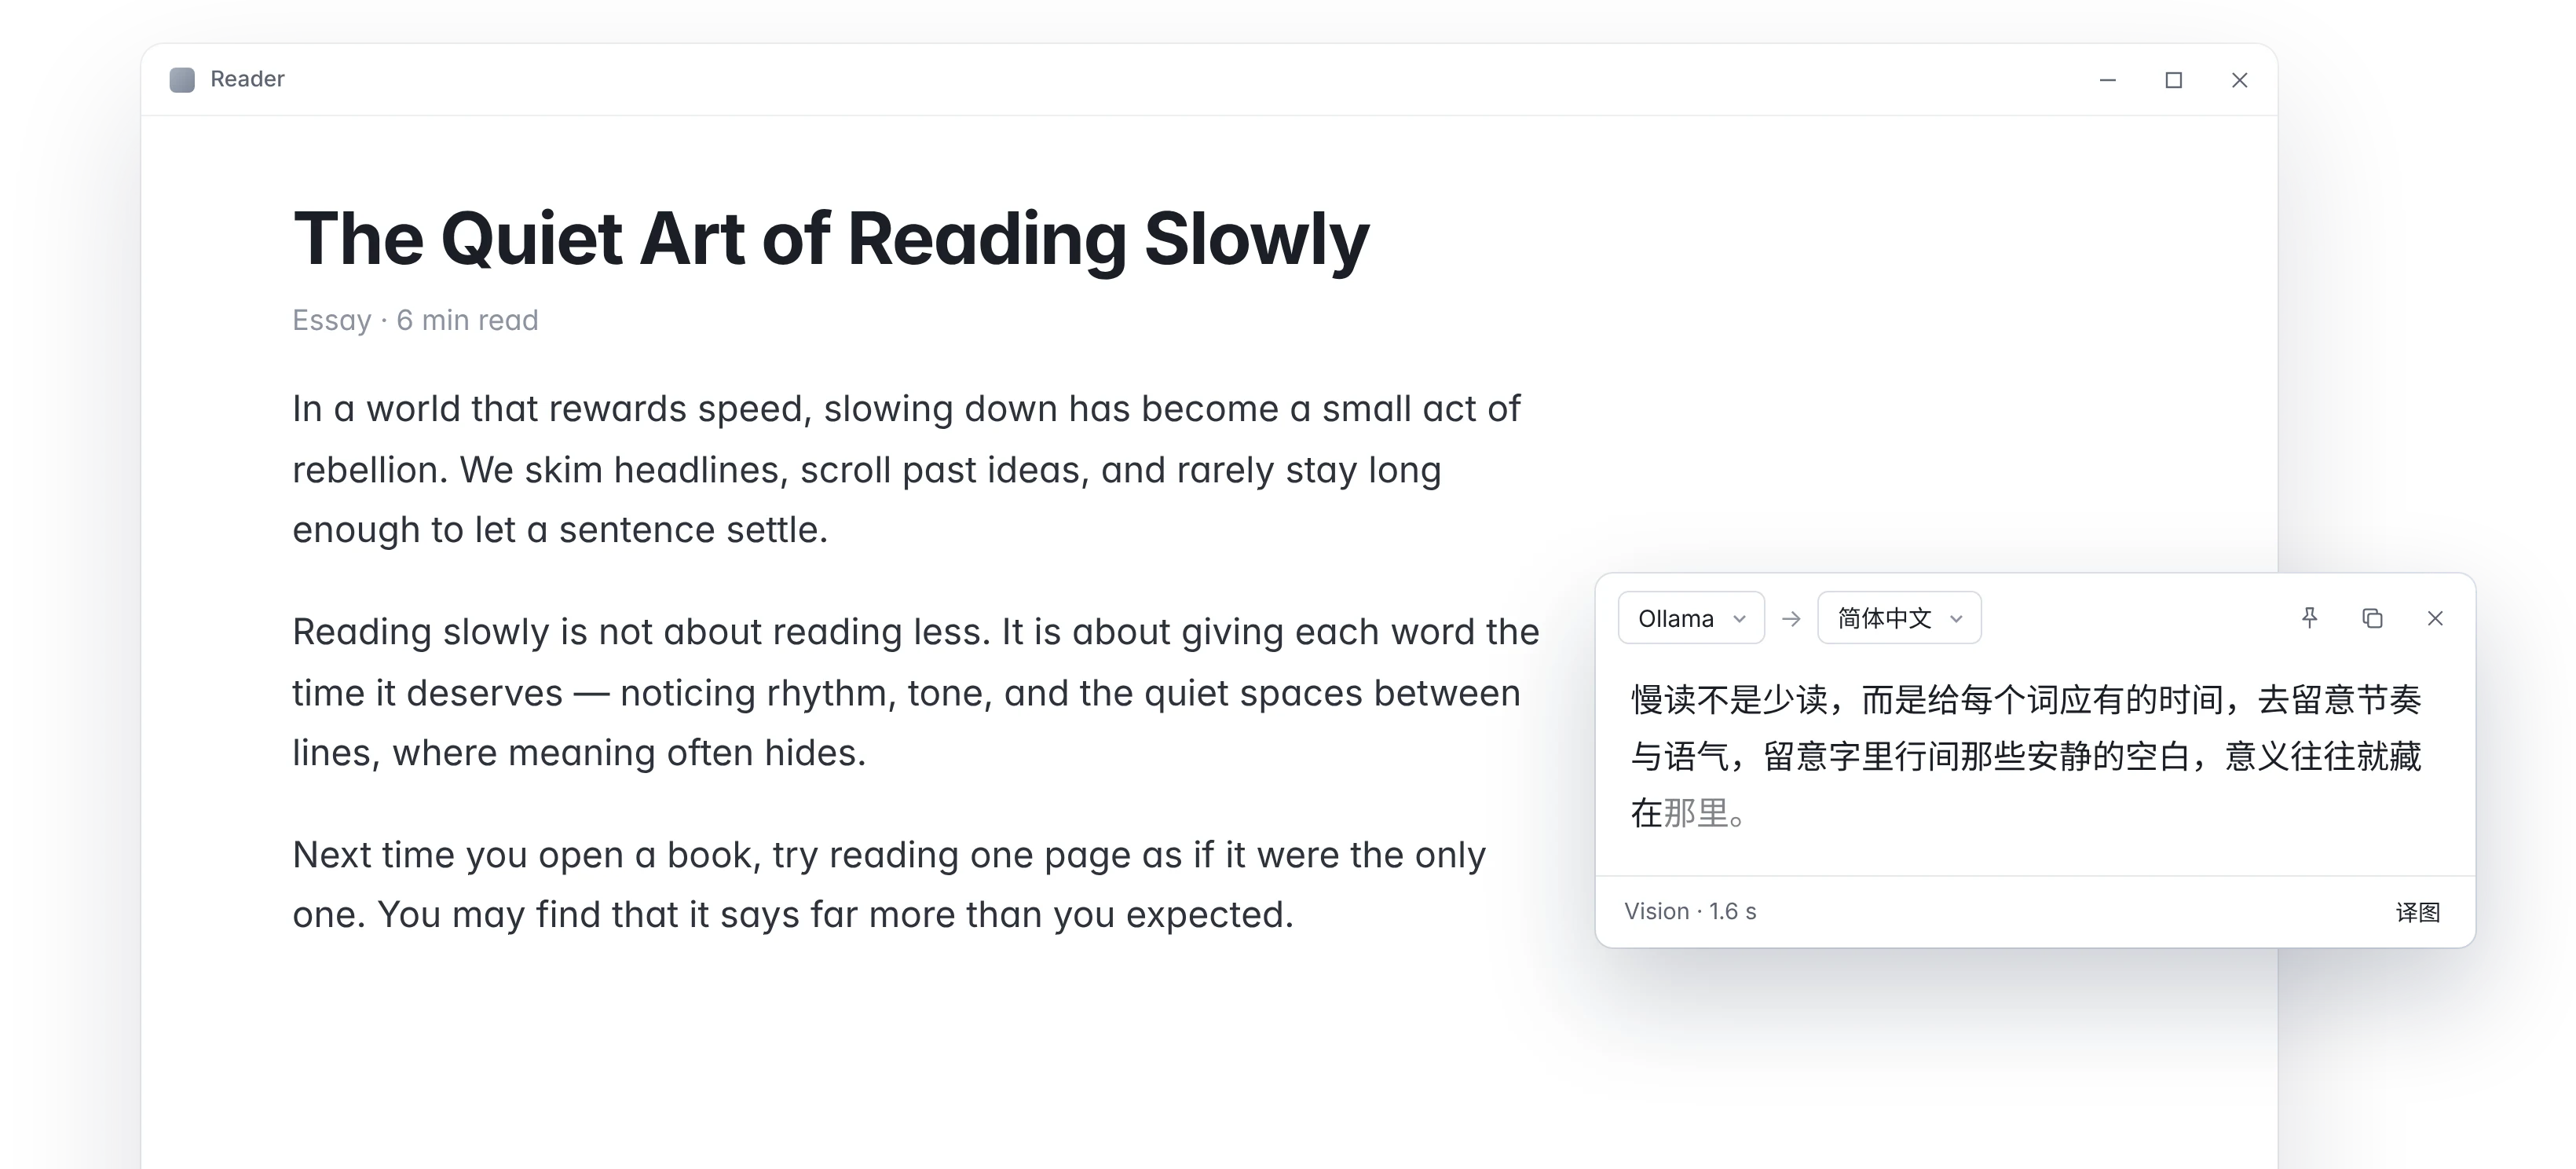 Reader
The Quiet Art of Reading Slowly
Essay · 6 min read
In a world that rewards speed, slowing down has become a small act of
rebellion. We skim headlines, scroll past ideas, and rarely stay long
enough to let a sentence settle.
Reading slowly is not about reading less. It is about giving each word the
time it deserves — noticing rhythm, tone, and the quiet spaces between
lines, where meaning often hides.
Next time you open a book, try reading one page as if it were the only
one. You may find that it says far more than you expected.
Ollama → 简体中文
慢读不是少读，而是给每个词应有的时间，去留意节奏
与语气，留意字里行间那些安静的空白，意义往往就藏
在那里。
Vision · 1.6 s
译图